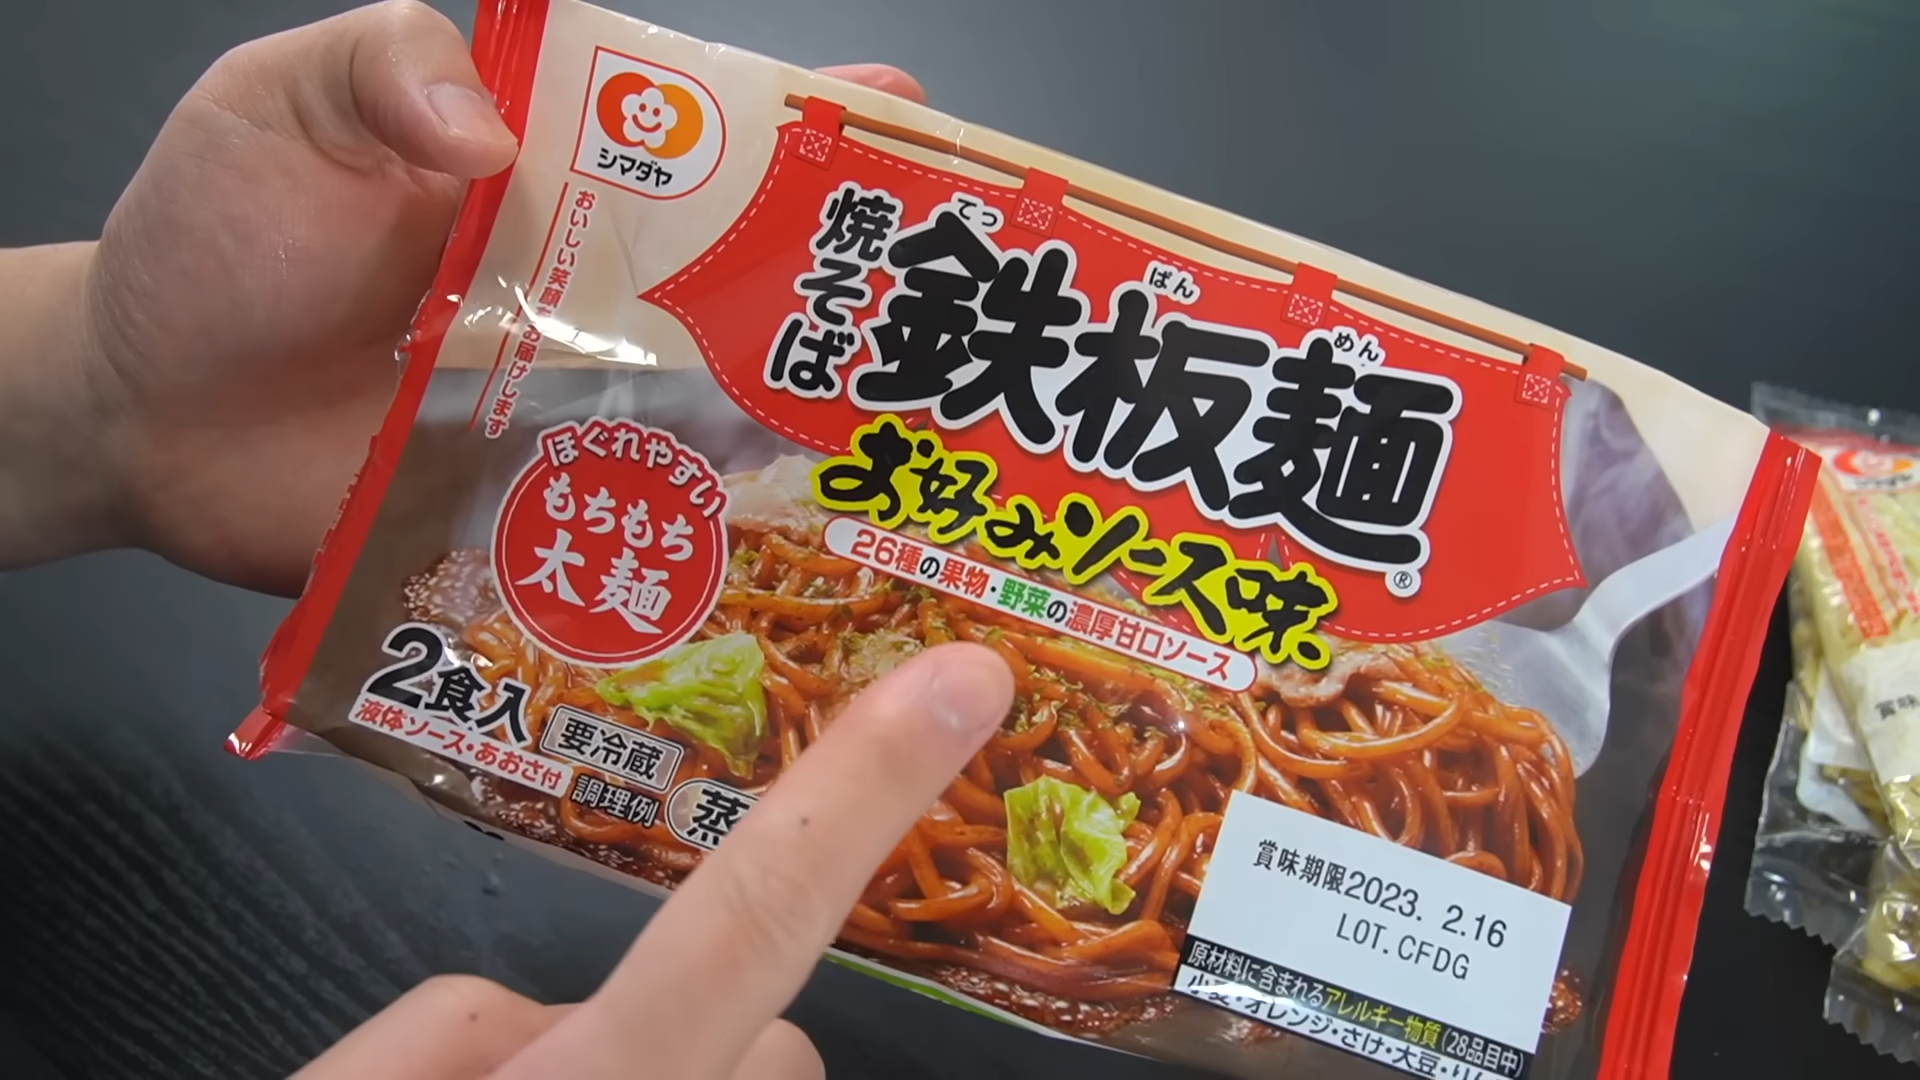 シマダヤ
おいしい笑顔をお届けします
焼そば
てっ ぱん めん
鉄板麺
®
お好みソース味
26種の果物・野菜の濃厚甘口ソース
ほぐれやすい
もちもち
太麺
2食入
液体ソース・あおさ付
要冷蔵
調理例
蒸
賞味期限2023. 2.16
LOT.CFDG
原材料に含まれるアレルギー物質(28品目中)
小麦・オレンジ・さけ・大豆・りん
賞味